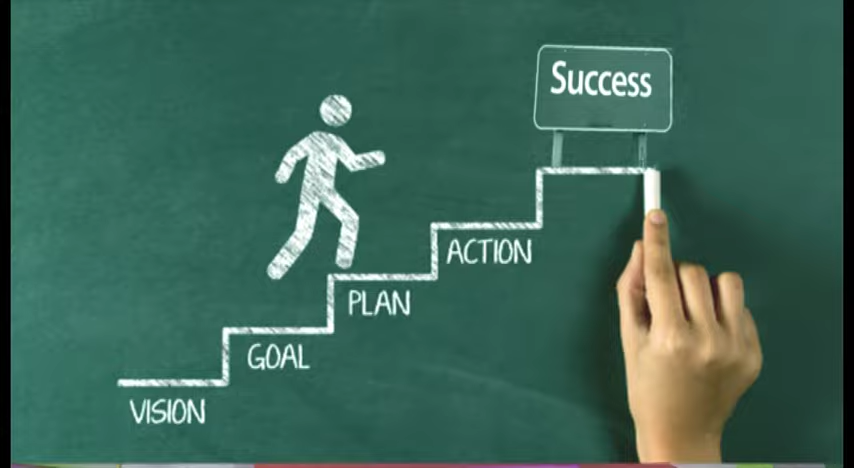 Success
ACTION
PLAN
GOAL
VISION